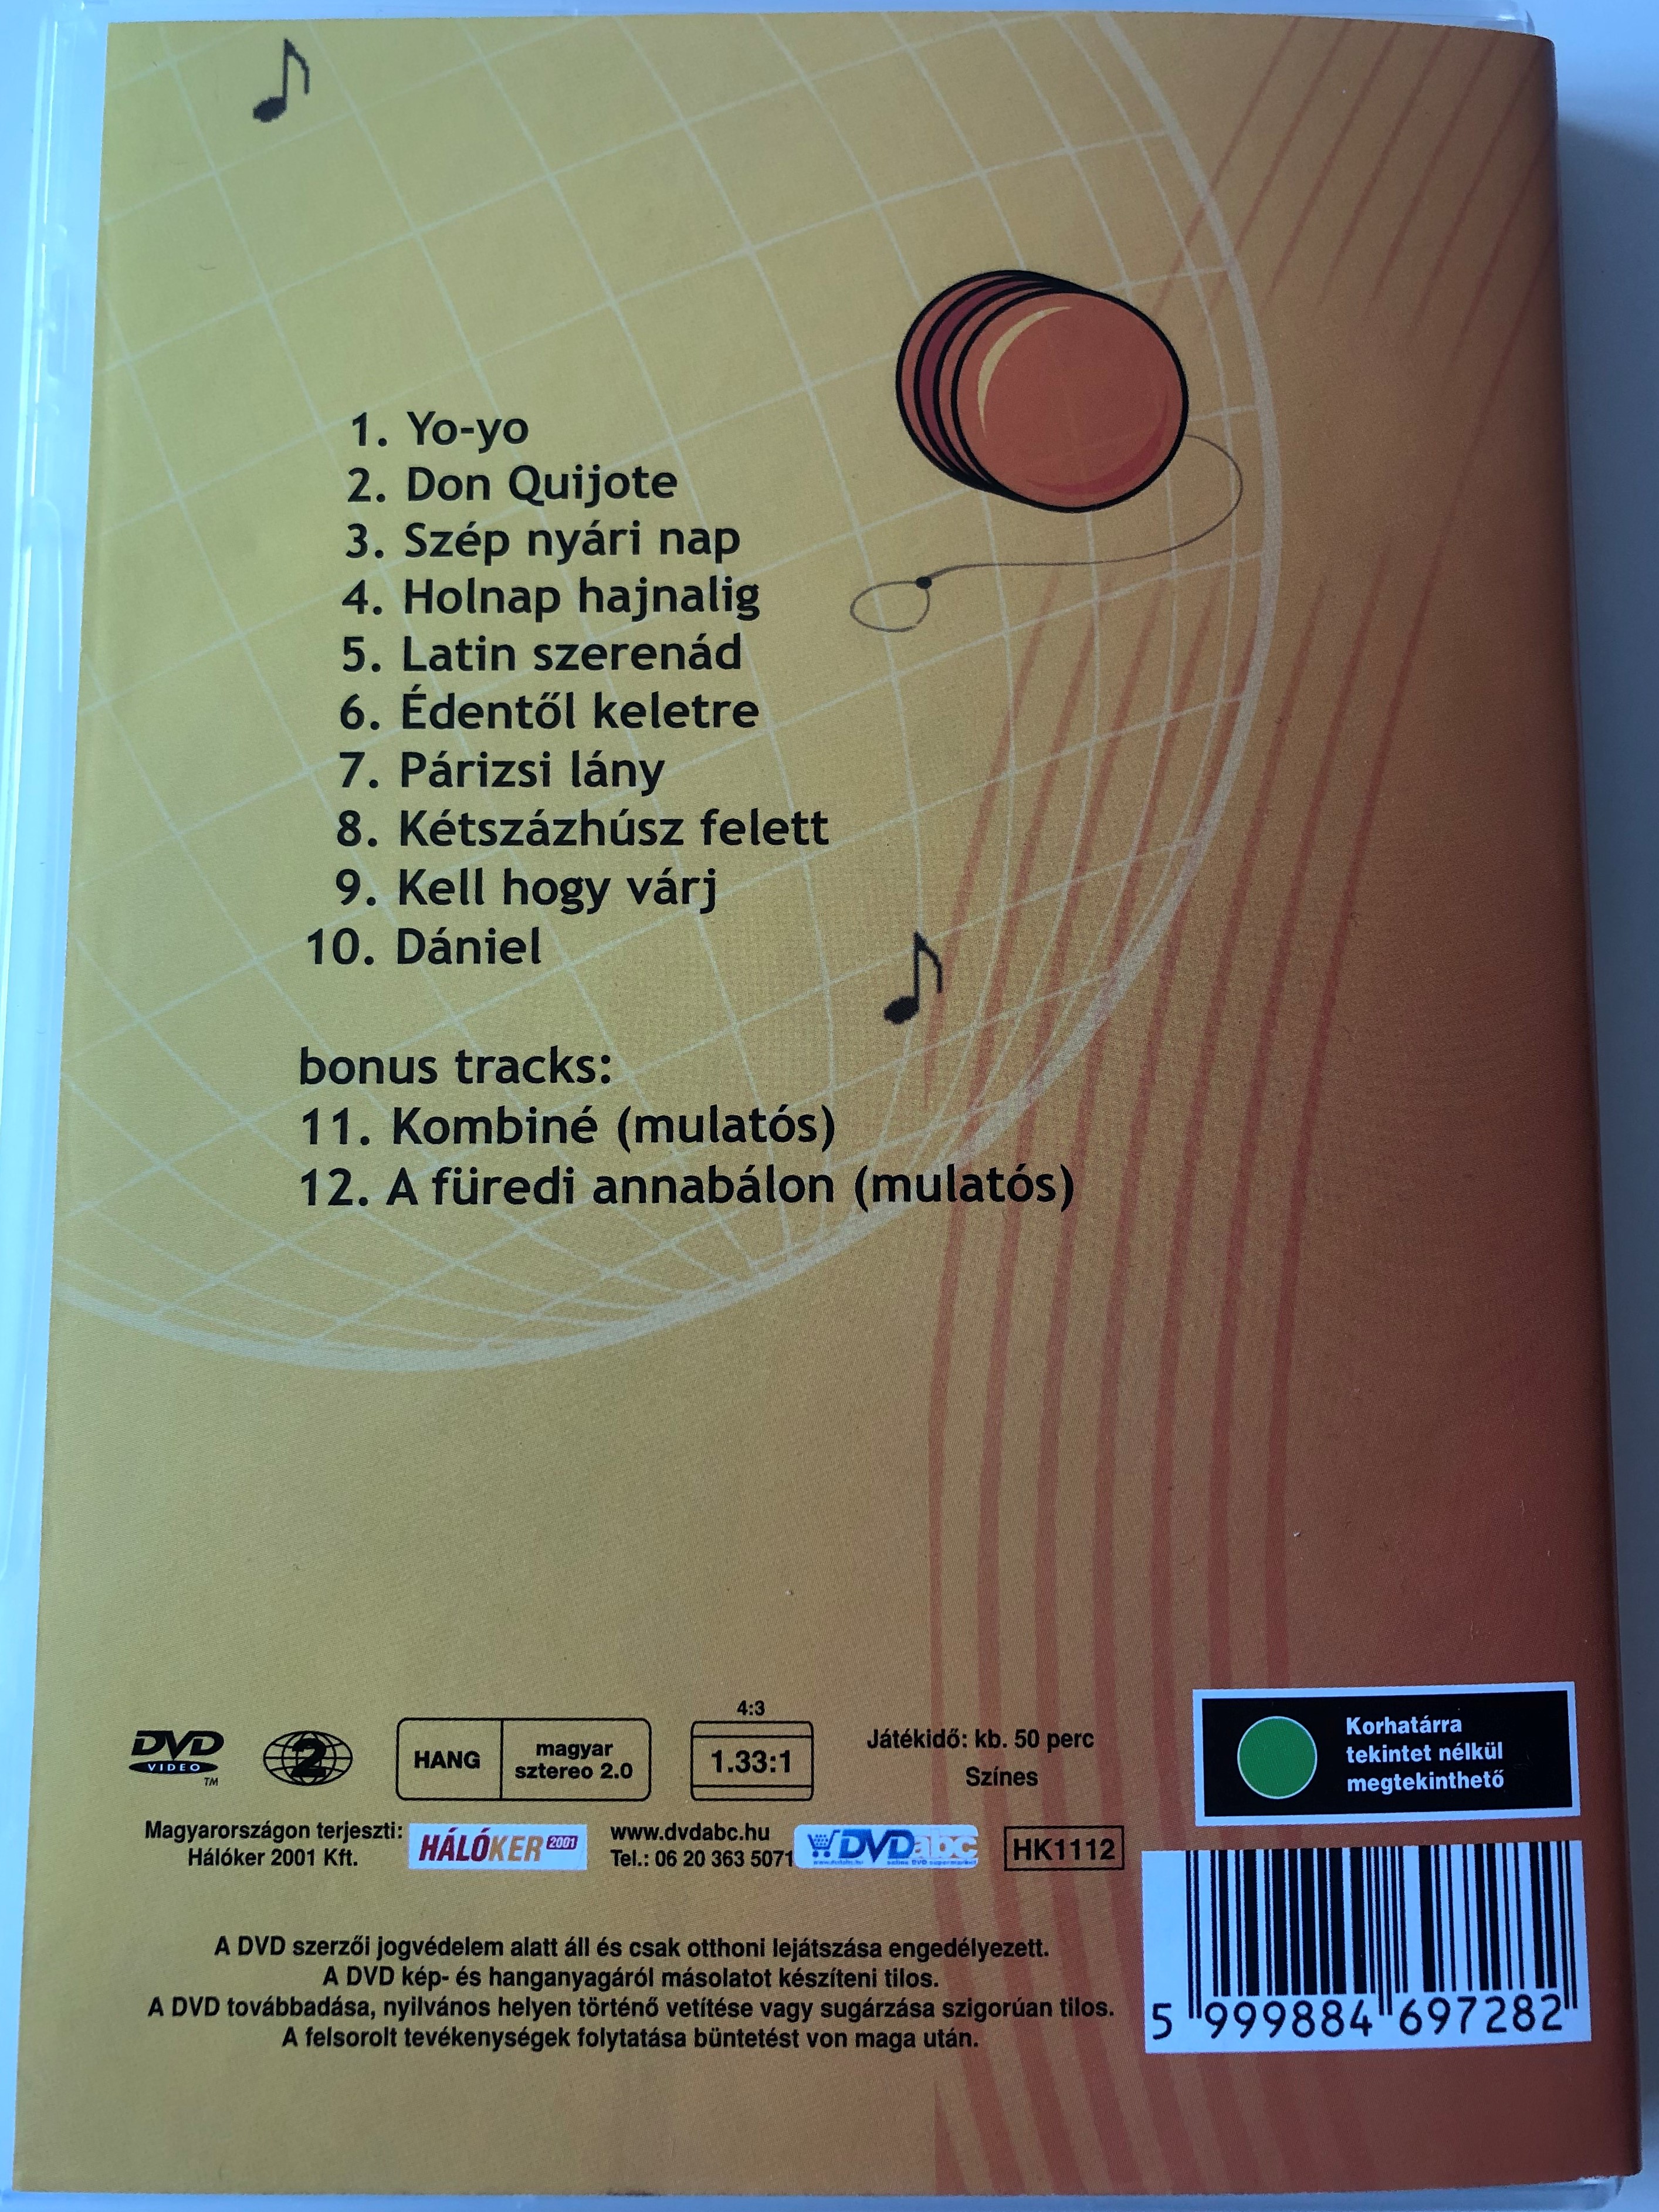 1. Yo-yo
2. Don Quijote
3. Szép nyári nap
4. Holnap hajnalig
5. Latin szerenád
6. Édentől keletre
7. Párizsi lány
8. Kétszázhúsz felett
9. Kell hogy várj
10. Dániel
bonus tracks:
11. Kombiné (mulatós)
12. A füredi annabálon (mulatós)
DVD
VIDEO
TM
2
HANG
magyar
sztereo 2.0
4:3
1.33:1
Játékidő: kb. 50 perc
Színes
Korhatárra
tekintet nélkül
megtekinthető
Magyarországon terjeszti:
Hálóker 2001 Kft.
HÁLÓKER 2001
www.dvdabc.hu
Tel.: 06 20 363 5071
DVDabc
HK1112
A DVD szerzői jogvédelem alatt áll és csak otthoni lejátszása engedélyezett.
A DVD kép- és hanganyagáról másolatot készíteni tilos.
A DVD továbbadása, nyilvános helyen történő vetítése vagy sugárzása szigorúan tilos.
A felsorolt tevékenységek folytatása büntetést von maga után.
5 999884 697282